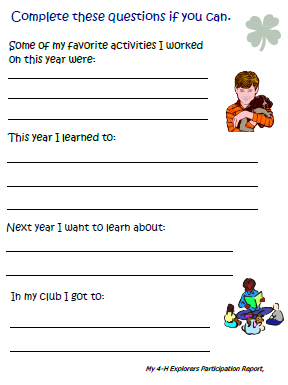 Complete these questions if you can.
Some of my favorite activities I worked
on this year were:
This year I learned to:
Next year I want to learn about:
In my club I got to:
My 4-H Explorers Participation Report,